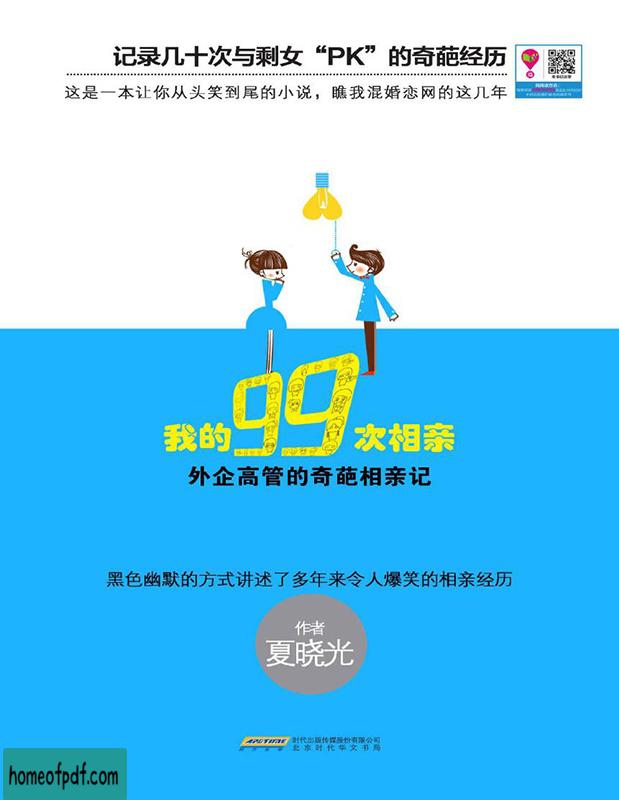 记录几十次与剩女“PK”的奇葩经历
这是一本让你从头笑到尾的小说，瞧我混婚恋网的这几年
我的99次相亲
外企高管的奇葩相亲记
黑色幽默的方式讲述了多年来令人爆笑的相亲经历
作者
夏晓光
时代出版传媒股份有限公司
北京时代华文书局
homeofpdf.com